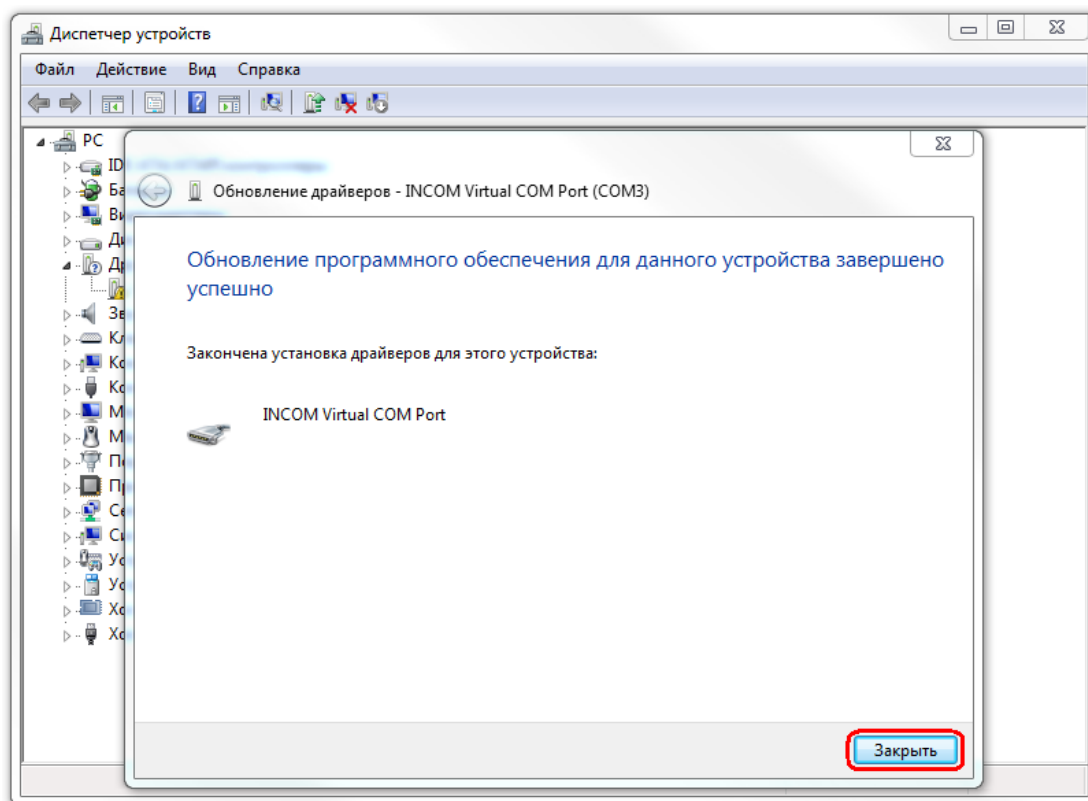 Диспетчер устройств
Файл Действие Вид Справка
PC
Обновление драйверов - INCOM Virtual COM Port (COM3)
Обновление программного обеспечения для данного устройства завершено
успешно
Закончена установка драйверов для этого устройства:
INCOM Virtual COM Port
Закрыть